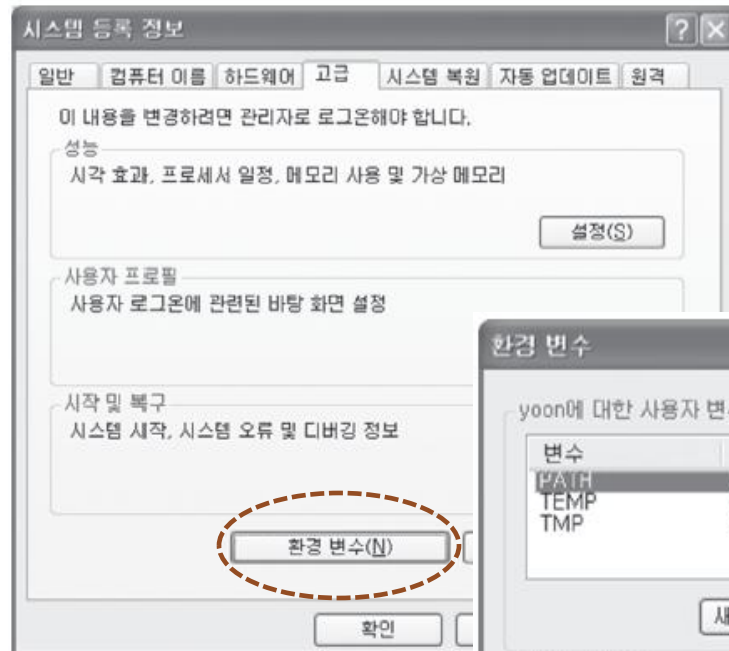 시스템 등록 정보
일반 컴퓨터 이름 하드웨어 고급 시스템 복원 자동 업데이트 원격
이 내용을 변경하려면 관리자로 로그온해야 합니다.
성능
시각 효과, 프로세서 일정, 메모리 사용 및 가상 메모리
설정(S)
사용자 프로필
사용자 로그온에 관련된 바탕 화면 설정
시작 및 복구
시스템 시작, 시스템 오류 및 디버깅 정보
환경 변수(N)
확인
환경 변수
yoon에 대한 사용자 변
변수
PATH
TEMP
TMP
새